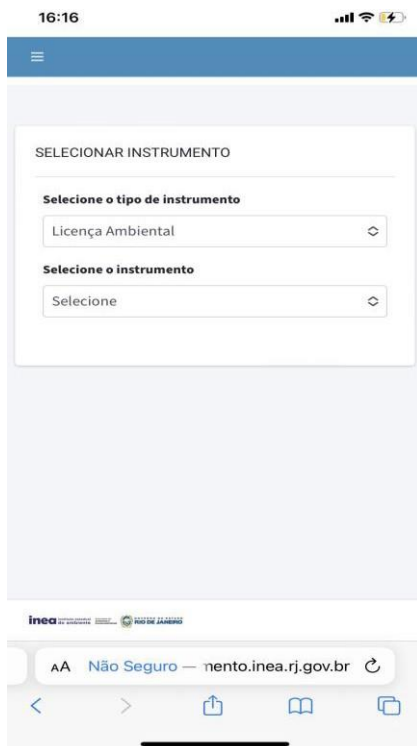 16:16
SELECIONAR INSTRUMENTO
Selecione o tipo de instrumento
Licença Ambiental
Selecione o instrumento
Selecione
inea
RIO DE JANEIRO
AA Não Seguro — mento.inea.rj.gov.br